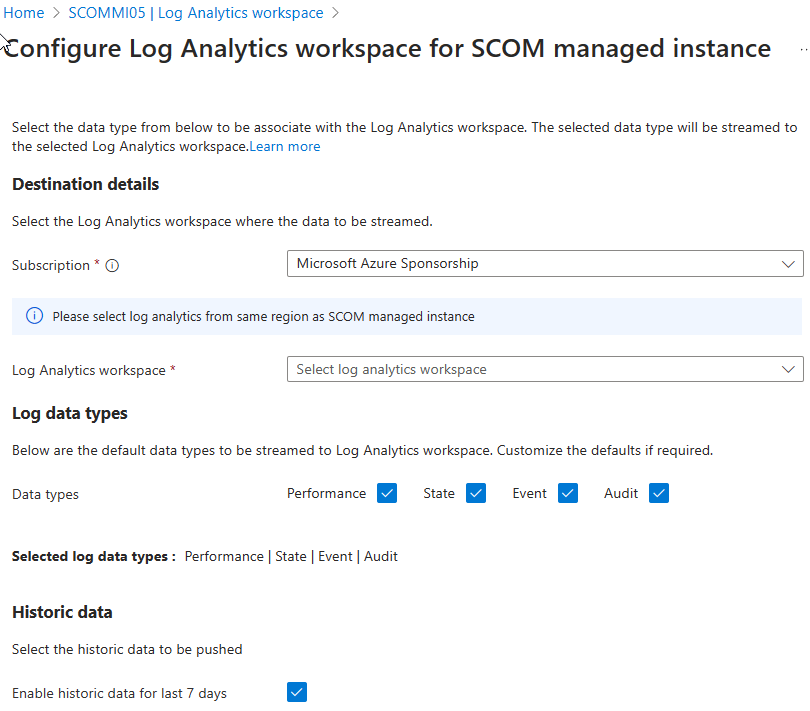 Home > SCOMMI05 | Log Analytics workspace >
Configure Log Analytics workspace for SCOM managed instance ...
Select the data type from below to be associate with the Log Analytics workspace. The selected data type will be streamed to
the selected Log Analytics workspace.Learn more
Destination details
Select the Log Analytics workspace where the data to be streamed.
Subscription * Microsoft Azure Sponsorship
Please select log analytics from same region as SCOM managed instance
Log Analytics workspace * Select log analytics workspace
Log data types
Below are the default data types to be streamed to Log Analytics workspace. Customize the defaults if required.
Data types Performance State Event Audit
Selected log data types : Performance | State | Event | Audit
Historic data
Select the historic data to be pushed
Enable historic data for last 7 days